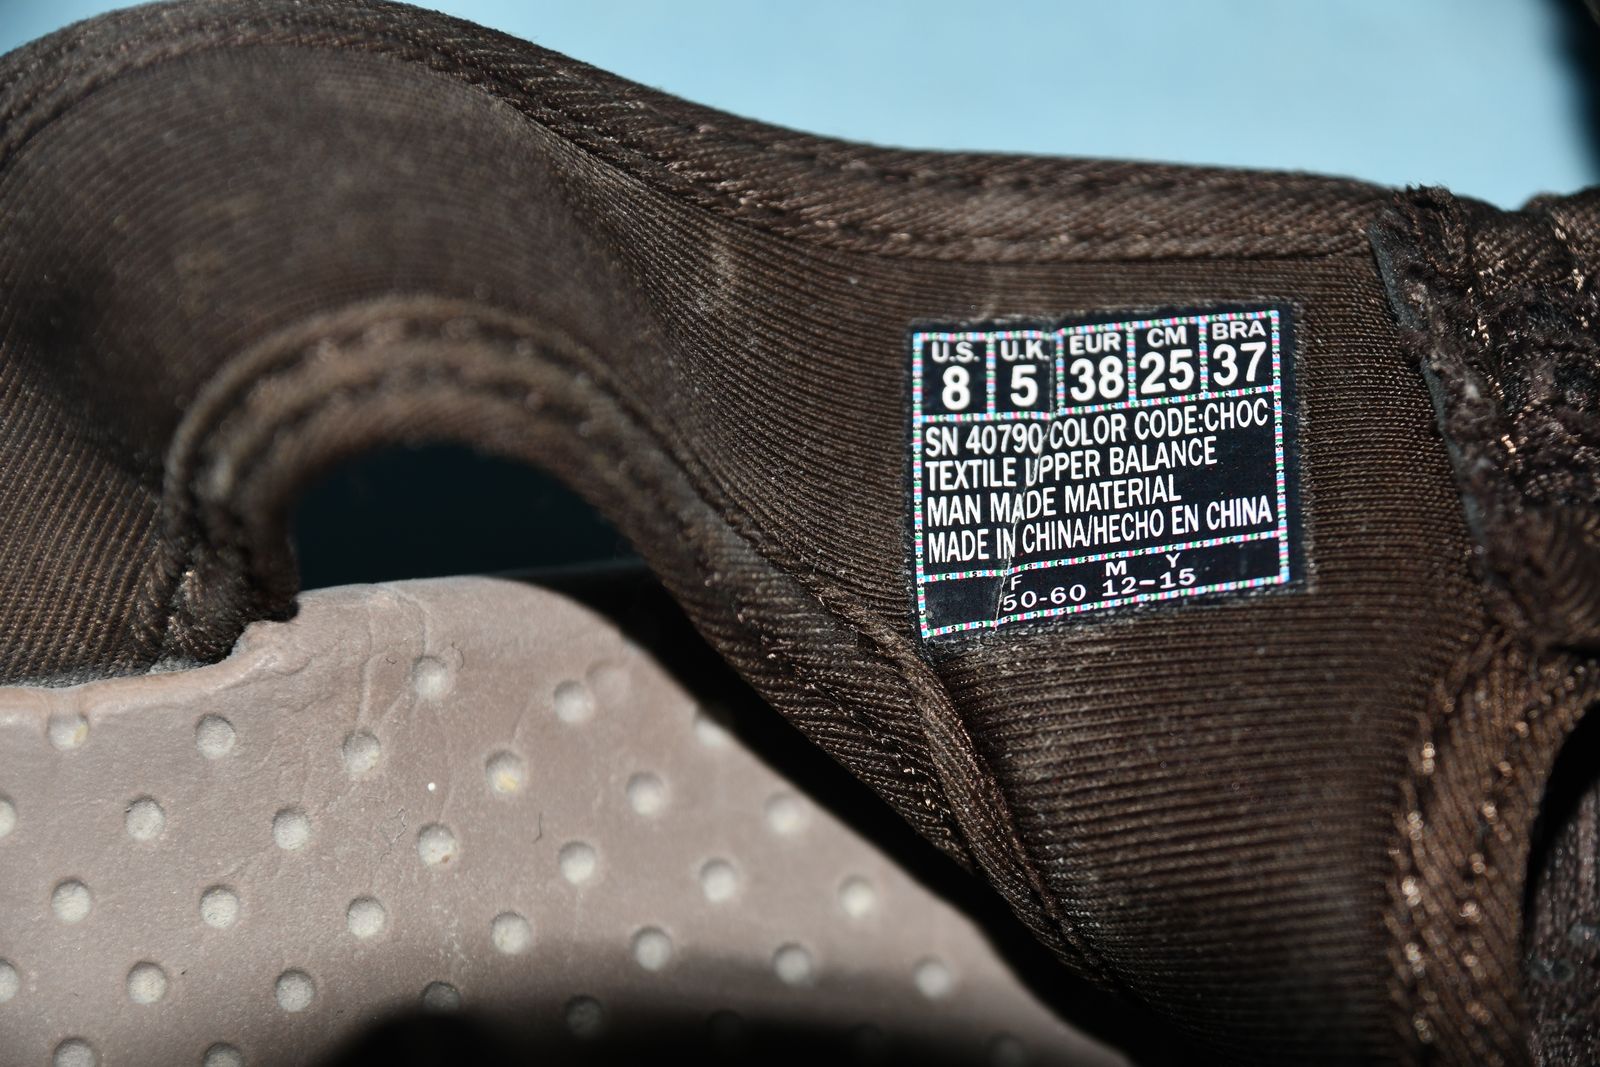 U.S. U.K. EUR CM BRA
8 5 38 25 37
SN 40790 COLOR CODE:CHOC
TEXTILE UPPER BALANCE
MAN MADE MATERIAL
MADE IN CHINA/HECHO EN CHINA
F M Y
50-60 12-15